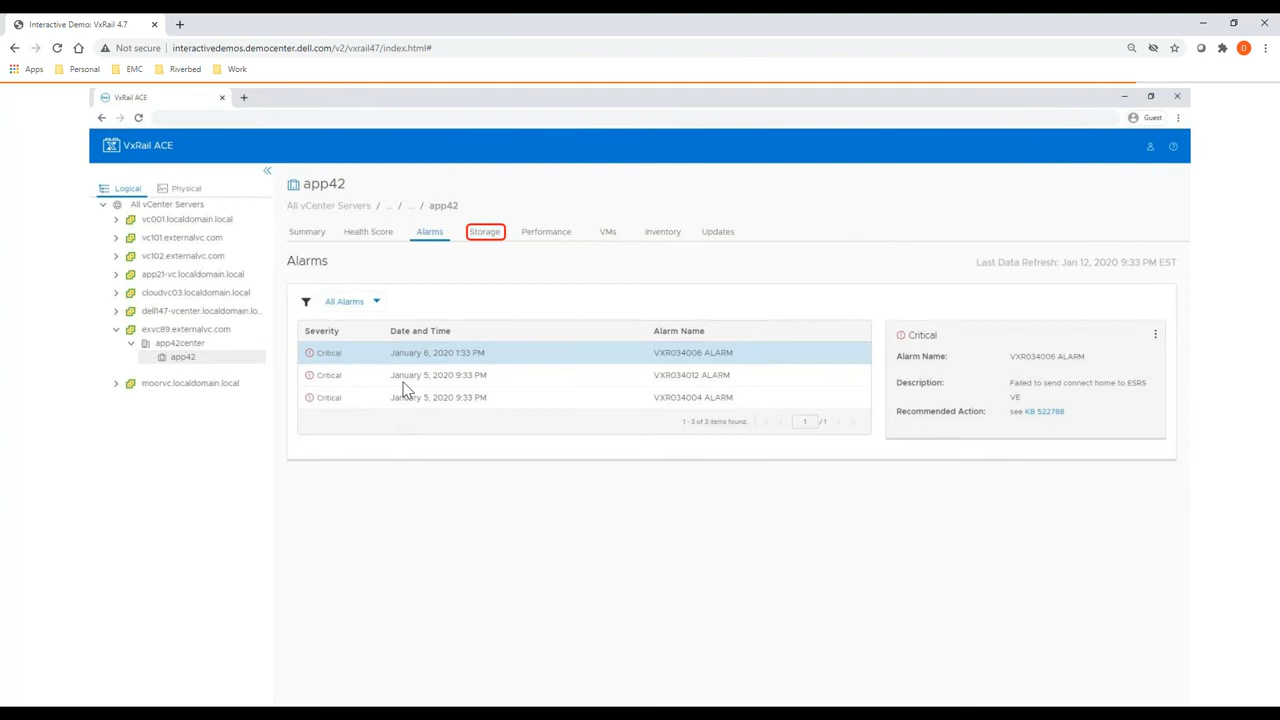 Interactive Demo: VxRail 4.7
Not secure interactivedemos.democenter.dell.com/v2/vxrail47/index.html#
D
Apps Personal EMC Riverbed Work
VxRail ACE
Guest
VxRail ACE
Logical Physical
All vCenter Servers
vc001.localdomain.local
vc101.externalvc.com
vc102.externalvc.com
app21-vc.localdomain.local
cloudvc03.localdomain.local
dell147-vcenter.localdomain.lo...
exvc89.externalvc.com
app42center
app42
moorvc.localdomain.local
app42
All vCenter Servers / ... / ... / app42
Summary Health Score Alarms Storage Performance VMs Inventory Updates
Alarms
Last Data Refresh: Jan 12, 2020 9:33 PM EST
All Alarms
Severity Date and Time Alarm Name
Critical January 6, 2020 1:33 PM VXR034006 ALARM
Critical January 5, 2020 9:33 PM VXR034012 ALARM
Critical January 5, 2020 9:33 PM VXR034004 ALARM
1 - 3 of 3 items found. 1 / 1
Critical
Alarm Name: VXR034006 ALARM
Description: Failed to send connect home to ESRS
VE
Recommended Action: see KB 522788